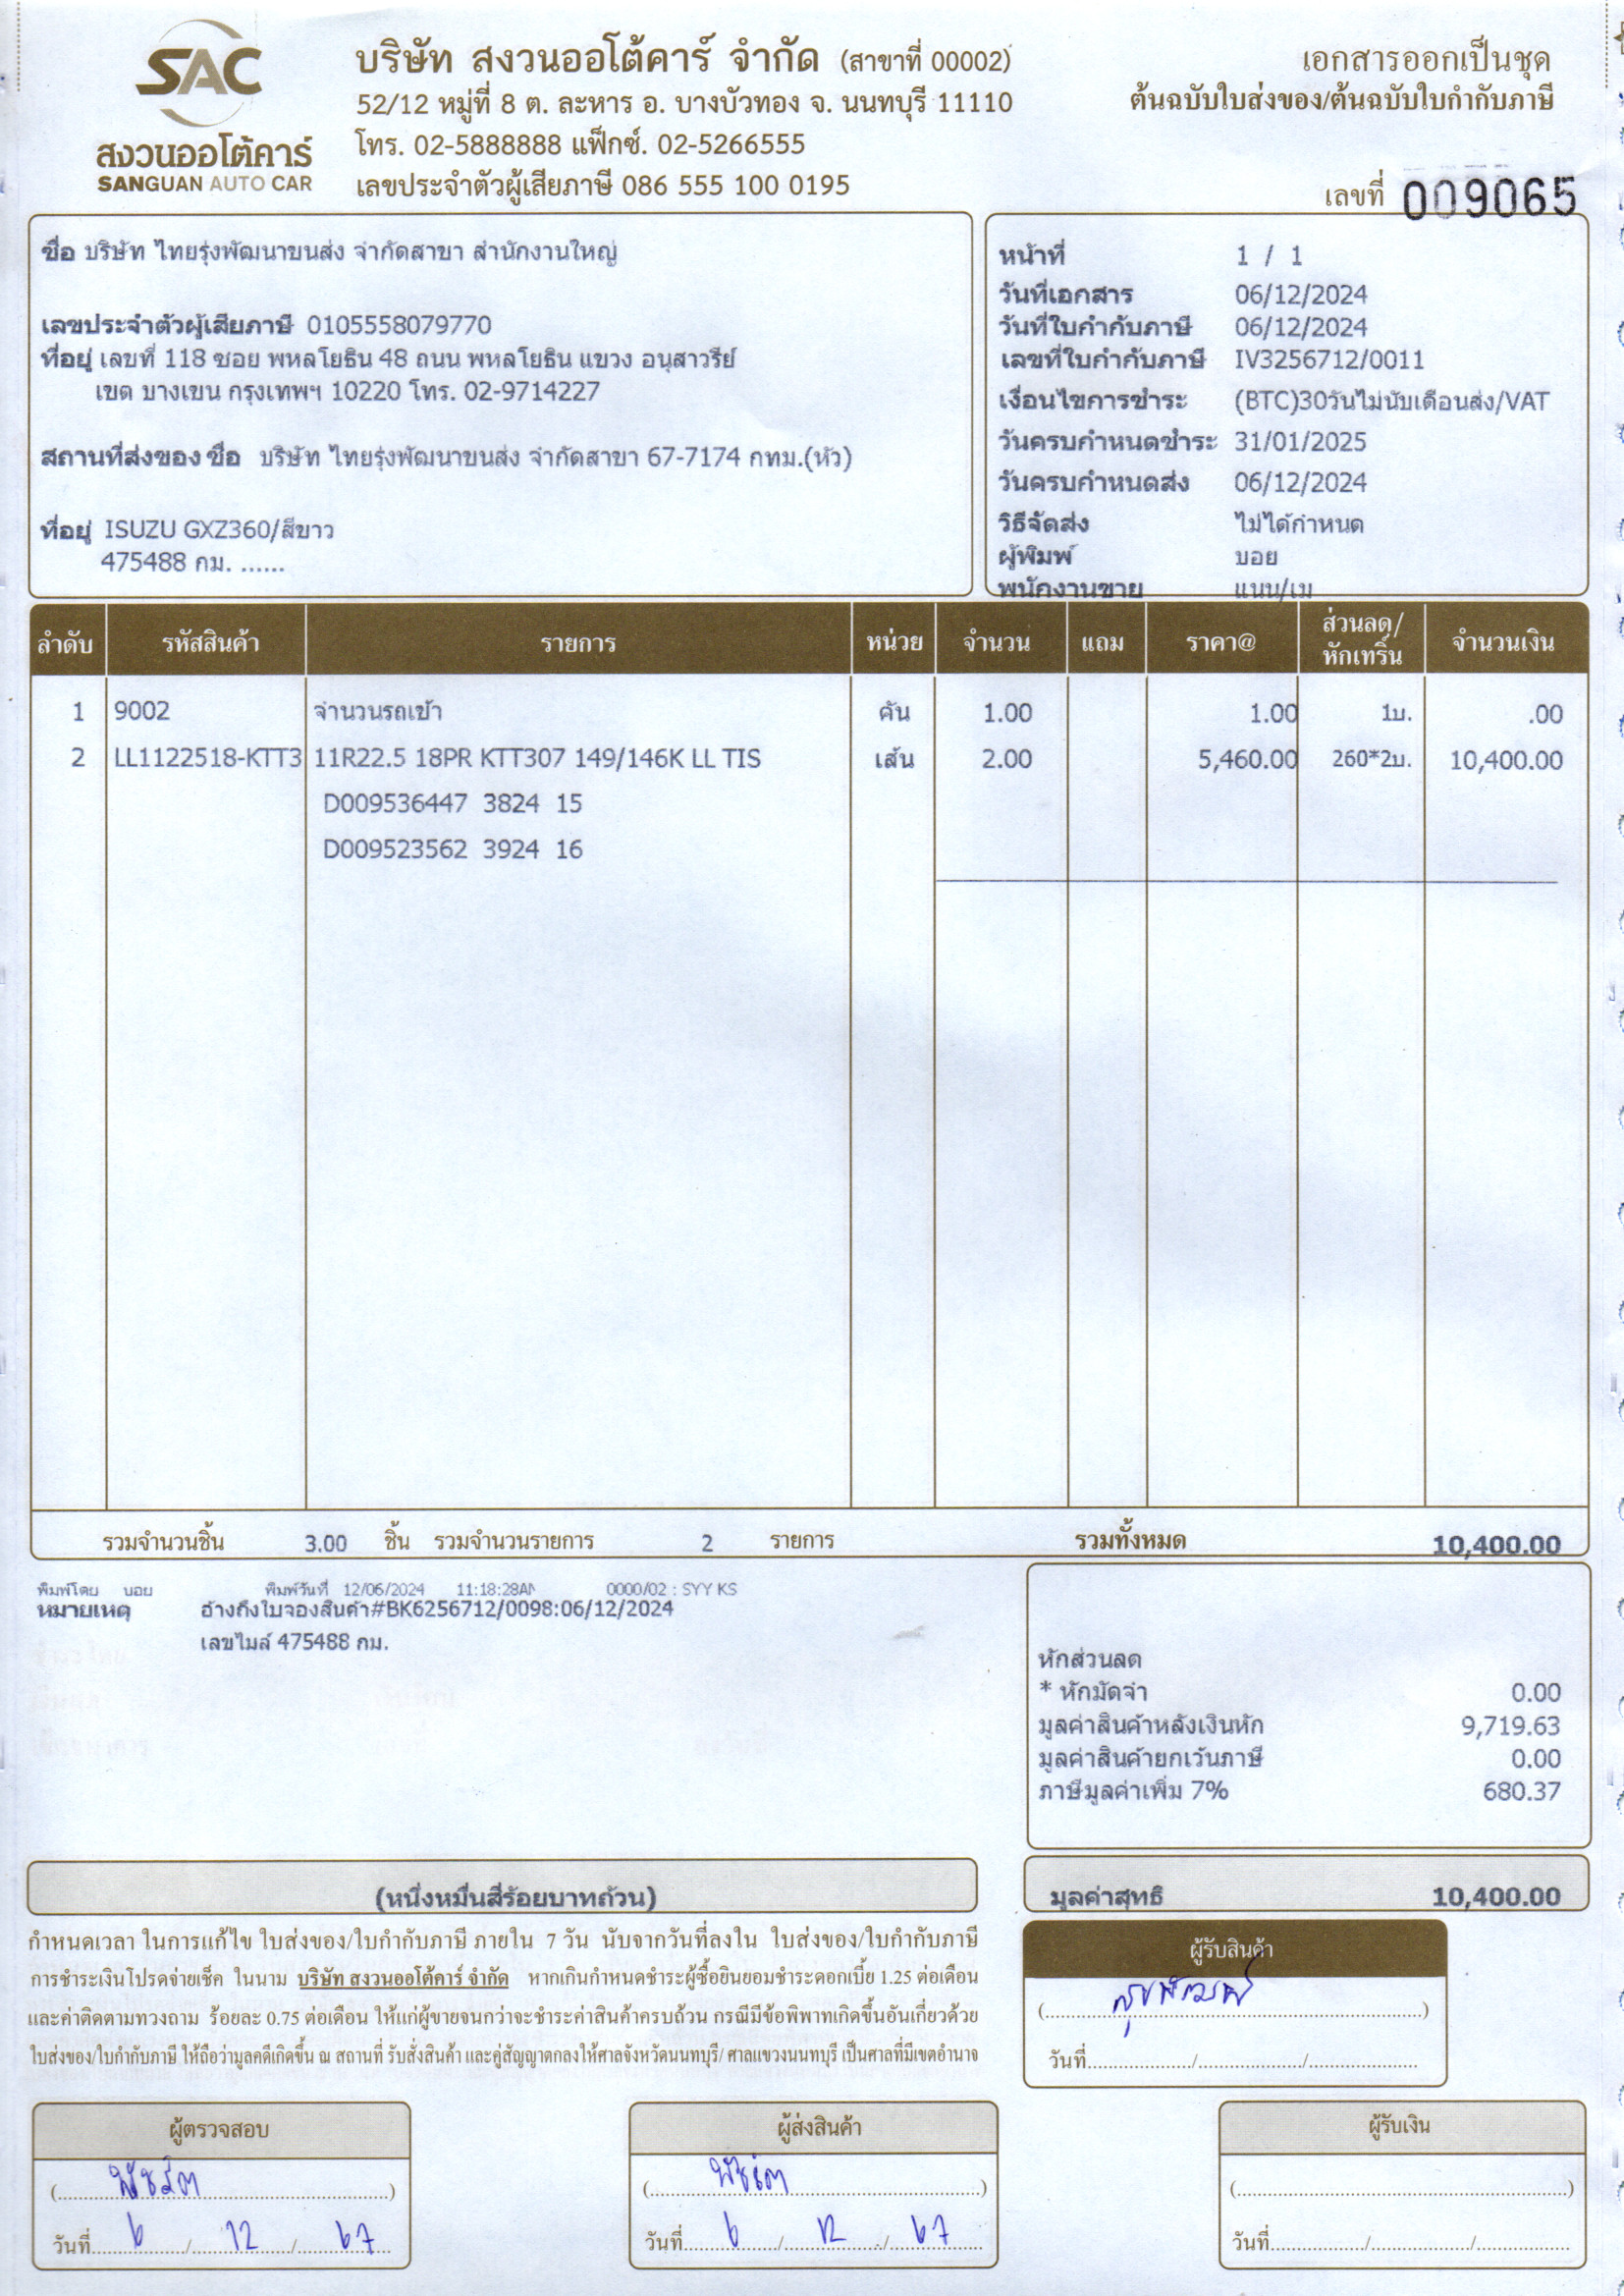 SAC
สงวนออโต้คาร์
SANGUAN AUTO CAR
บริษัท สงวนออโต้คาร์ จำกัด (สาขาที่ 00002)
52/12 หมู่ที่ 8 ต. ละหาร อ. บางบัวทอง จ. นนทบุรี 11110
โทร. 02-5888888 แฟ็กซ์. 02-5266555
เลขประจำตัวผู้เสียภาษี 086 555 100 0195
เอกสารออกเป็นชุด
ต้นฉบับใบส่งของ/ต้นฉบับใบกำกับภาษี
เลขที่ 009065
ชื่อ บริษัท ไทยรุ่งพัฒนาขนส่ง จำกัดสาขา สำนักงานใหญ่
เลขประจำตัวผู้เสียภาษี 0105558079770
ที่อยู่ เลขที่ 118 ซอย พหลโยธิน 48 ถนน พหลโยธิน แขวง อนุสาวรีย์
เขต บางเขน กรุงเทพฯ 10220 โทร. 02-9714227
สถานที่ส่งของ ชื่อ บริษัท ไทยรุ่งพัฒนาขนส่ง จำกัดสาขา 67-7174 กทม.(หัว)
ที่อยู่ ISUZU GXZ360/สีขาว
475488 กม. ......
หน้าที่ 1 / 1
วันที่เอกสาร 06/12/2024
วันที่ใบกำกับภาษี 06/12/2024
เลขที่ใบกำกับภาษี IV3256712/0011
เงื่อนไขการชำระ (BTC)30วันไม่นับเดือนส่ง/VAT
วันครบกำหนดชำระ 31/01/2025
วันครบกำหนดส่ง 06/12/2024
วิธีจัดส่ง ไม่ได้กำหนด
ผู้พิมพ์ บอย
พนักงานขาย แนน/เม
ลำดับ รหัสสินค้า รายการ หน่วย จำนวน แถม ราคา@ ส่วนลด/หักเทริ์น จำนวนเงิน
1 9002 จำนวนรถเข้า คัน 1.00 1.00 1บ. .00
2 LL1122518-KTT3 11R22.5 18PR KTT307 149/146K LL TIS เส้น 2.00 5,460.00 260*2บ. 10,400.00
D009536447 3824 15
D009523562 3924 16
รวมจำนวนชิ้น 3.00 ชิ้น รวมจำนวนรายการ 2 รายการ รวมทั้งหมด 10,400.00
พิมพ์โดย บอย พิมพ์วันที่ 12/06/2024 11:18:28AM 0000/02 : SYY KS
หมายเหตุ อ้างถึงใบจองสินค้า#BK6256712/0098:06/12/2024
เลขไมล์ 475488 กม.
หักส่วนลด
* หักมัดจำ 0.00
มูลค่าสินค้าหลังเงินหัก 9,719.63
มูลค่าสินค้ายกเว้นภาษี 0.00
ภาษีมูลค่าเพิ่ม 7% 680.37
(หนึ่งหมื่นสี่ร้อยบาทถ้วน)
มูลค่าสุทธิ 10,400.00
กำหนดเวลา ในการแก้ไข ใบส่งของ/ใบกำกับภาษี ภายใน 7 วัน นับจากวันที่ลงใน ใบส่งของ/ใบกำกับภาษี
การชำระเงินโปรดจ่ายเช็ค ในนาม บริษัท สงวนออโต้คาร์ จำกัด หากเกินกำหนดชำระผู้ซื้อยินยอมชำระดอกเบี้ย 1.25 ต่อเดือน
และค่าติดตามทวงถาม ร้อยละ 0.75 ต่อเดือน ให้แก่ผู้ขายจนกว่าจะชำระค่าสินค้าครบถ้วน กรณีมีข้อพิพาทเกิดขึ้นอันเกี่ยวด้วย
ใบส่งของ/ใบกำกับภาษี ให้ถือว่ามูลคดีเกิดขึ้น ณ สถานที่ รับสั่งสินค้า และคู่สัญญาตกลงให้ศาลจังหวัดนนทบุรี/ ศาลแขวงนนทบุรี เป็นศาลที่มีเขตอำนาจ
ผู้รับสินค้า
วันที่......../......../........
ผู้ตรวจสอบ
วันที่ 6 / 12 / 67
ผู้ส่งสินค้า
วันที่ 6 / 12 / 67
ผู้รับเงิน
(........................)
วันที่......../......../........